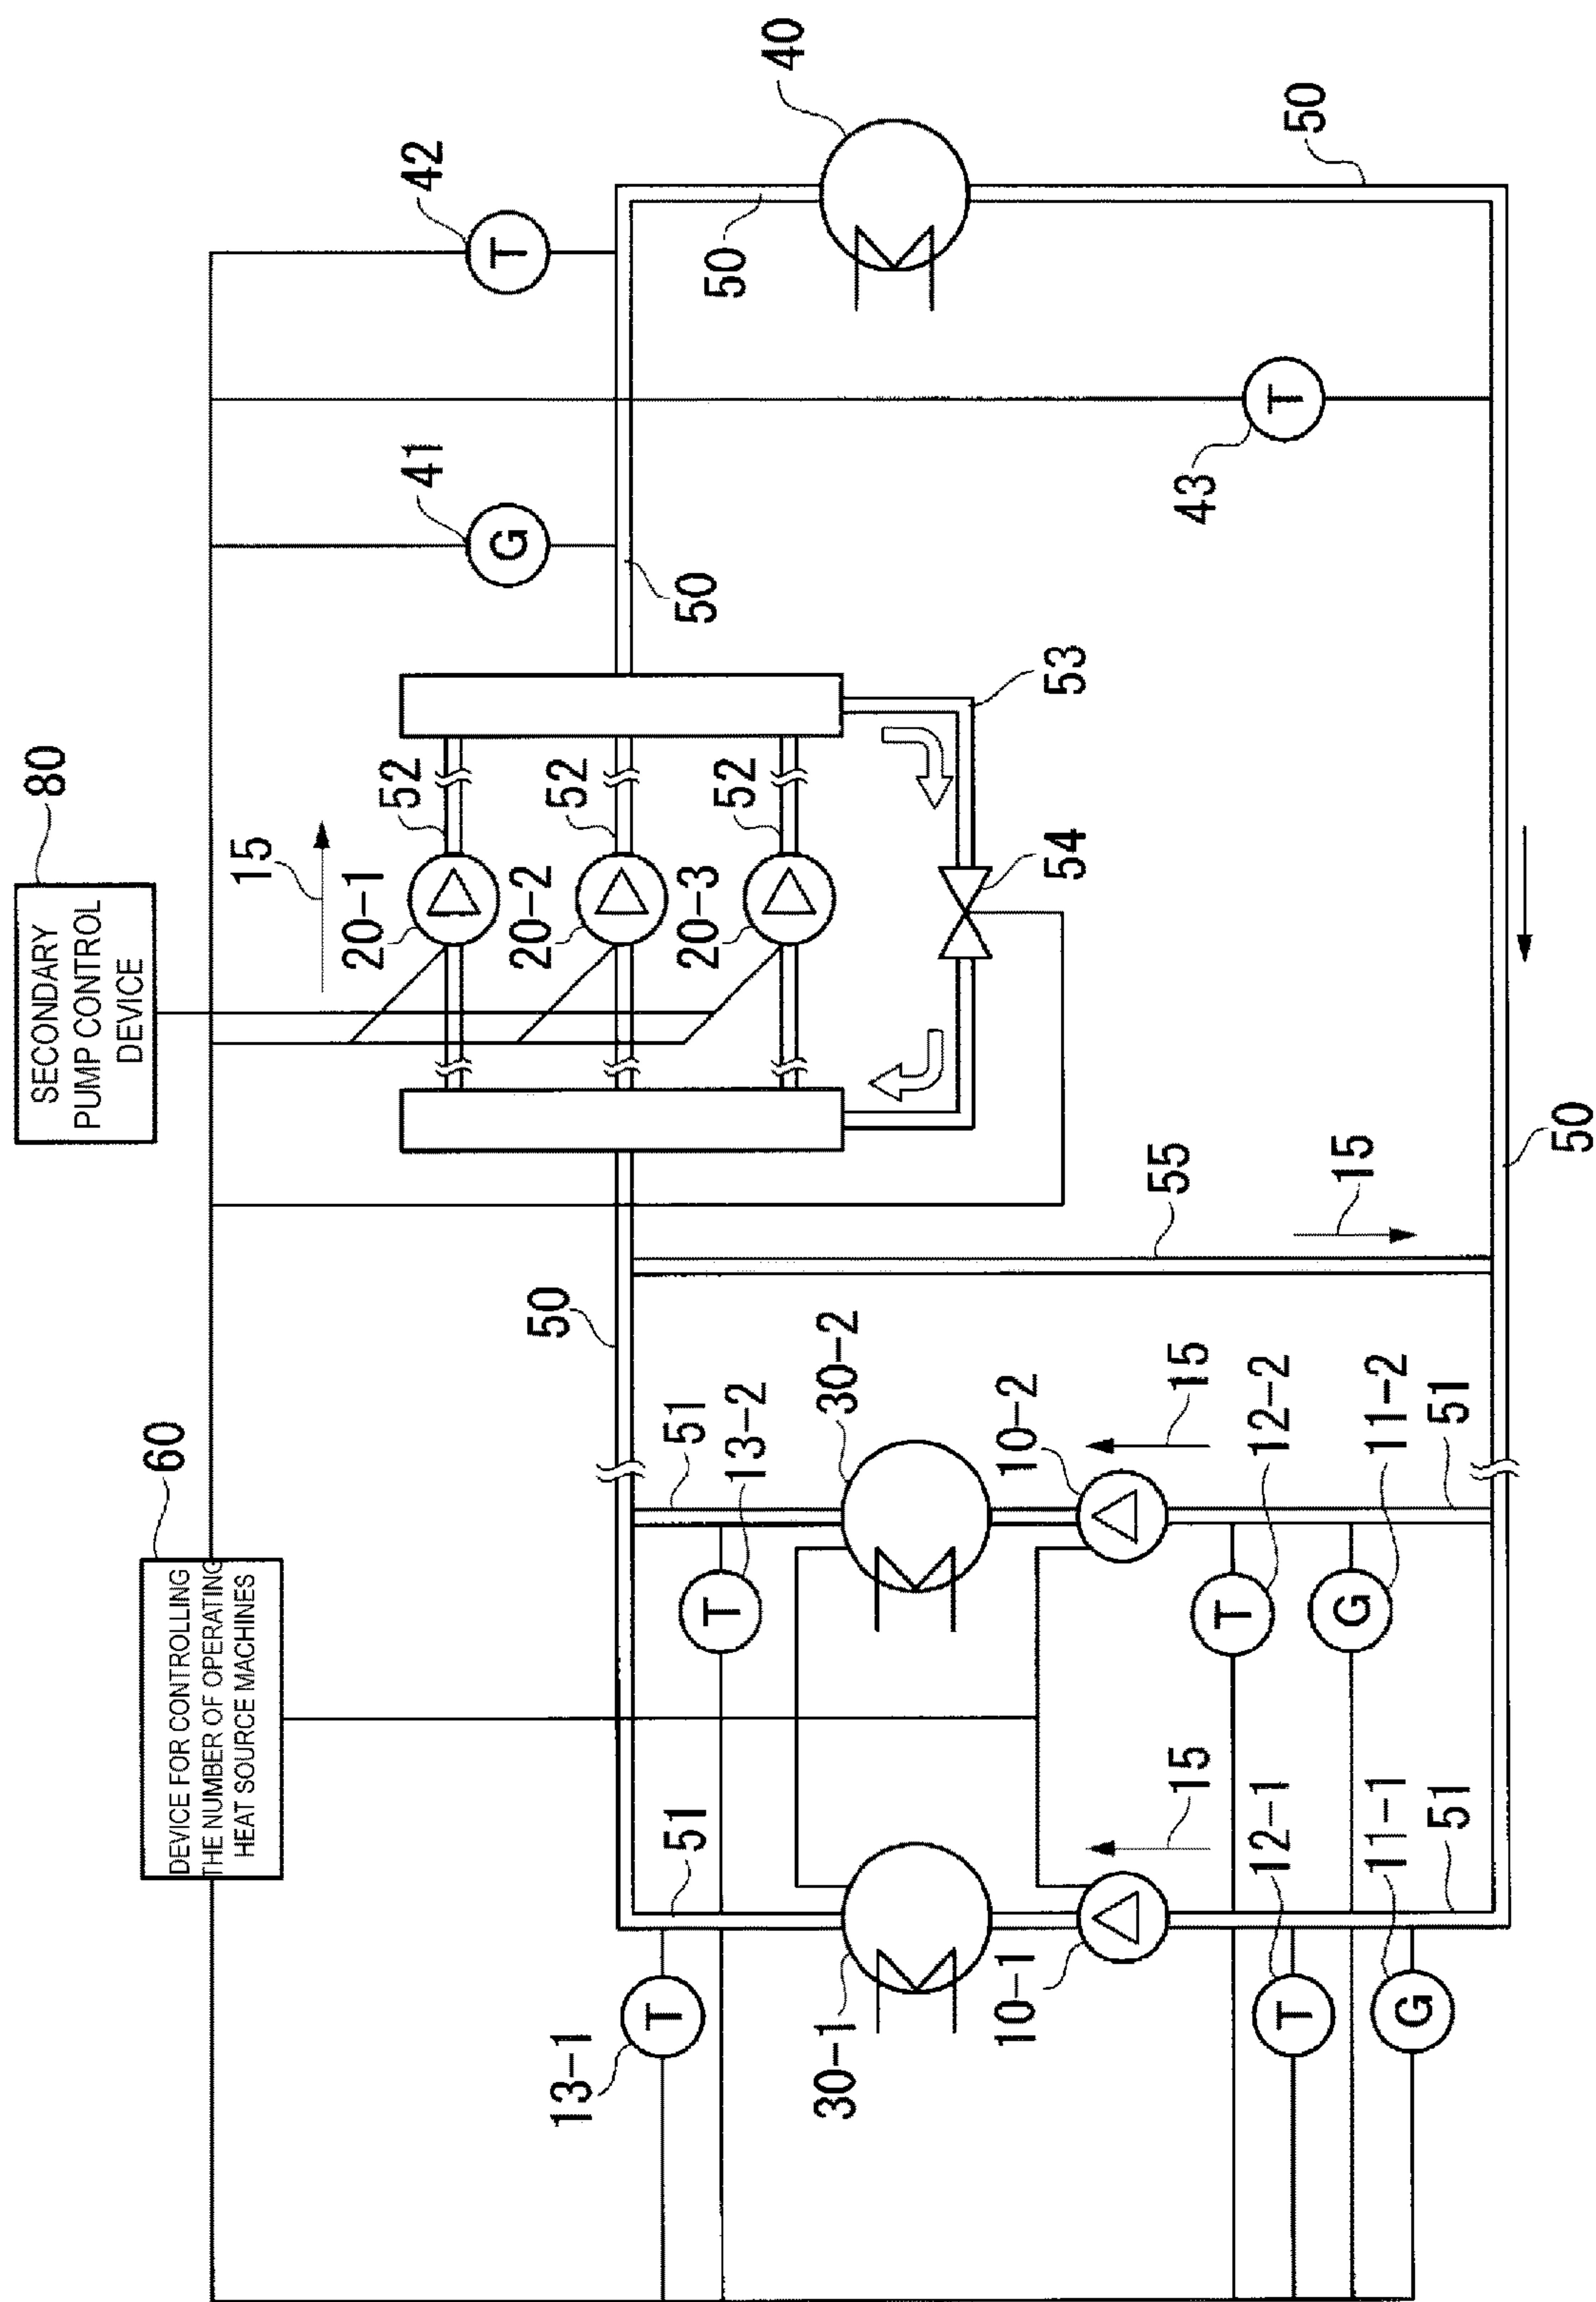 SECONDARY
PUMP CONTROL
DEVICE
80
DEVICE FOR CONTROLLING
THE NUMBER OF OPERATING
HEAT SOURCE MACHINES
60
15
20-1
52
20-2
52
20-3
52
G
41
T
42
50
50
40
50
T
43
53
54
50
55
15
50
T
13-1
51
51
T
13-2
30-1
30-2
10-1
10-2
15
15
T
12-1
T
12-2
G
11-1
G
11-2
51
51